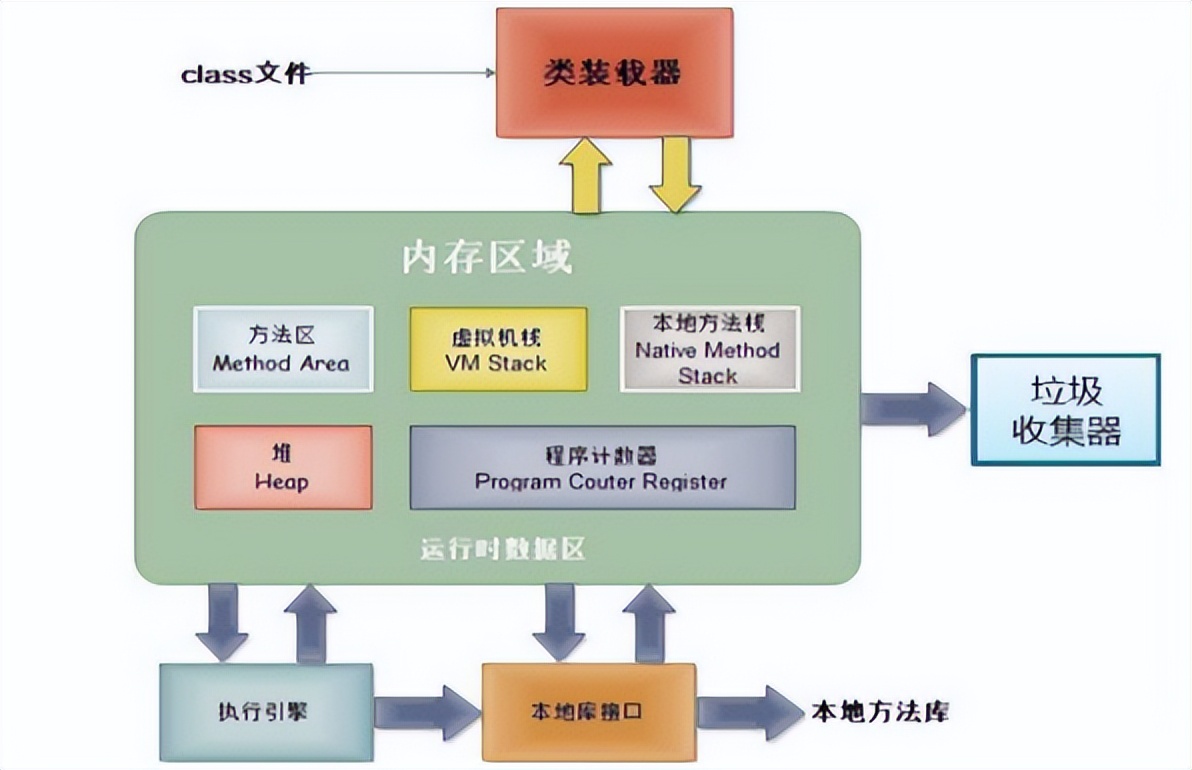 class文件
类装载器
内存区域
方法区
Method Area
虚拟机栈
VM Stack
本地方法栈
Native Method
Stack
堆
Heap
程序计数器
Program Couter Register
运行时数据区
垃圾
收集器
执行引擎
本地库接口
本地方法库